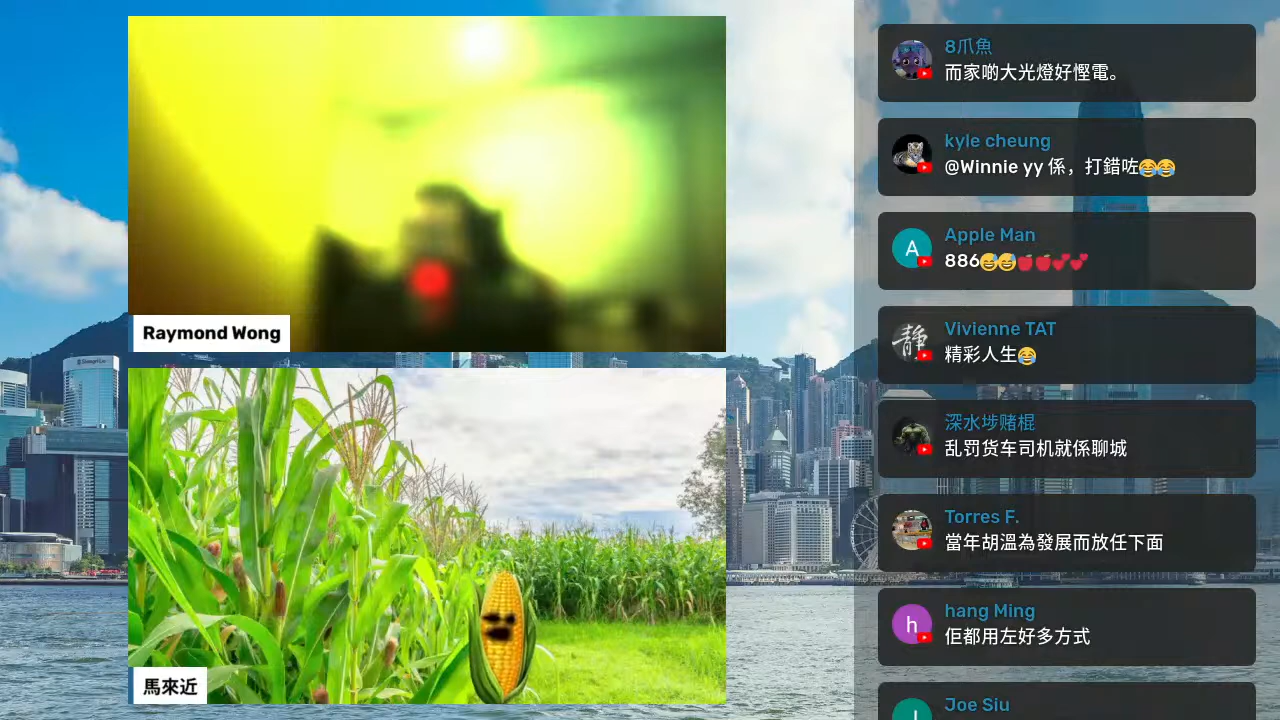 Raymond Wong
馬來近
8爪魚
而家啲大光燈好慳電。
kyle cheung
@Winnie yy 係，打錯咗😂😂
A
Apple Man
886😅😅🍎🍎💕💕
靜
Vivienne TAT
精彩人生😂
深水埗赌棍
乱罚货车司机就係聊城
Torres F.
當年胡溫為發展而放任下面
h
hang Ming
佢都用左好多方式
Joe Siu